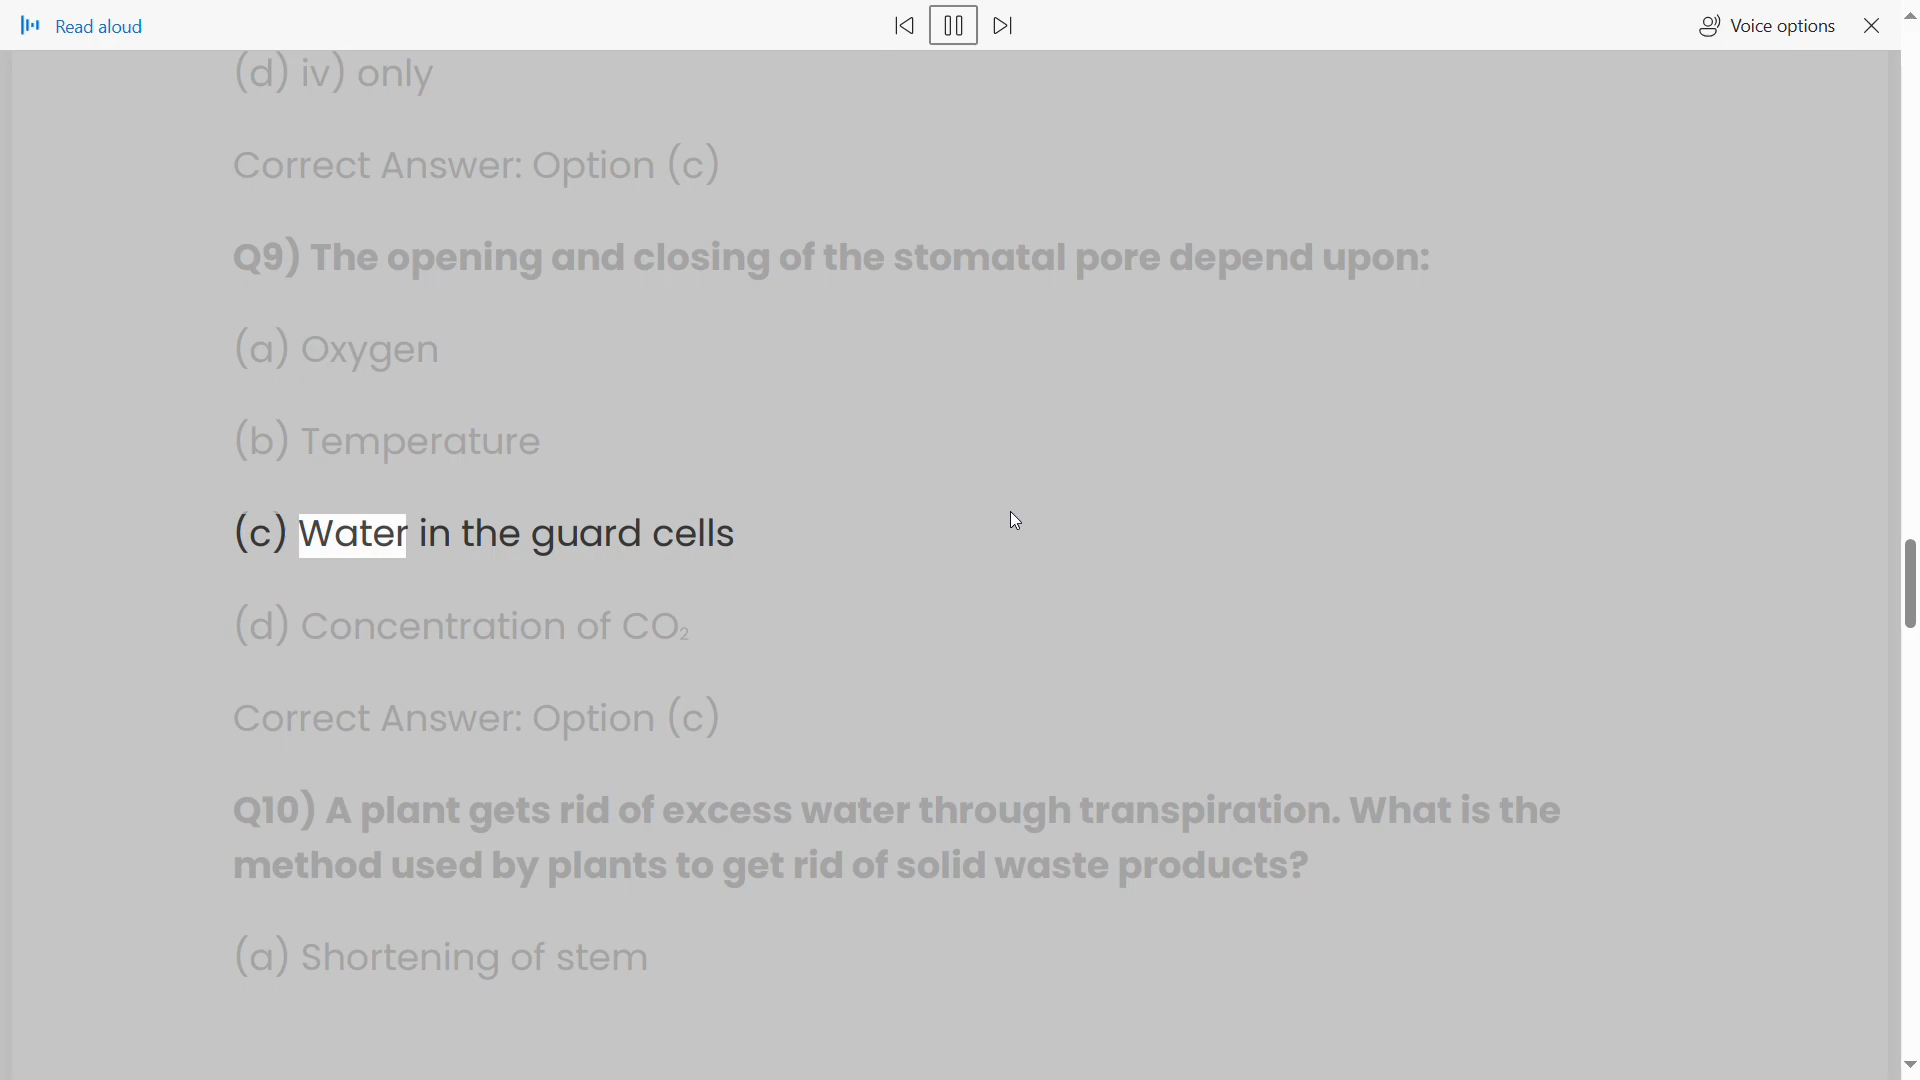 Read aloud
Voice options
(d) iv) only
Correct Answer: Option (c)
Q9) The opening and closing of the stomatal pore depend upon:
(a) Oxygen
(b) Temperature
(c) Water in the guard cells
(d) Concentration of CO₂
Correct Answer: Option (c)
Q10) A plant gets rid of excess water through transpiration. What is the
method used by plants to get rid of solid waste products?
(a) Shortening of stem